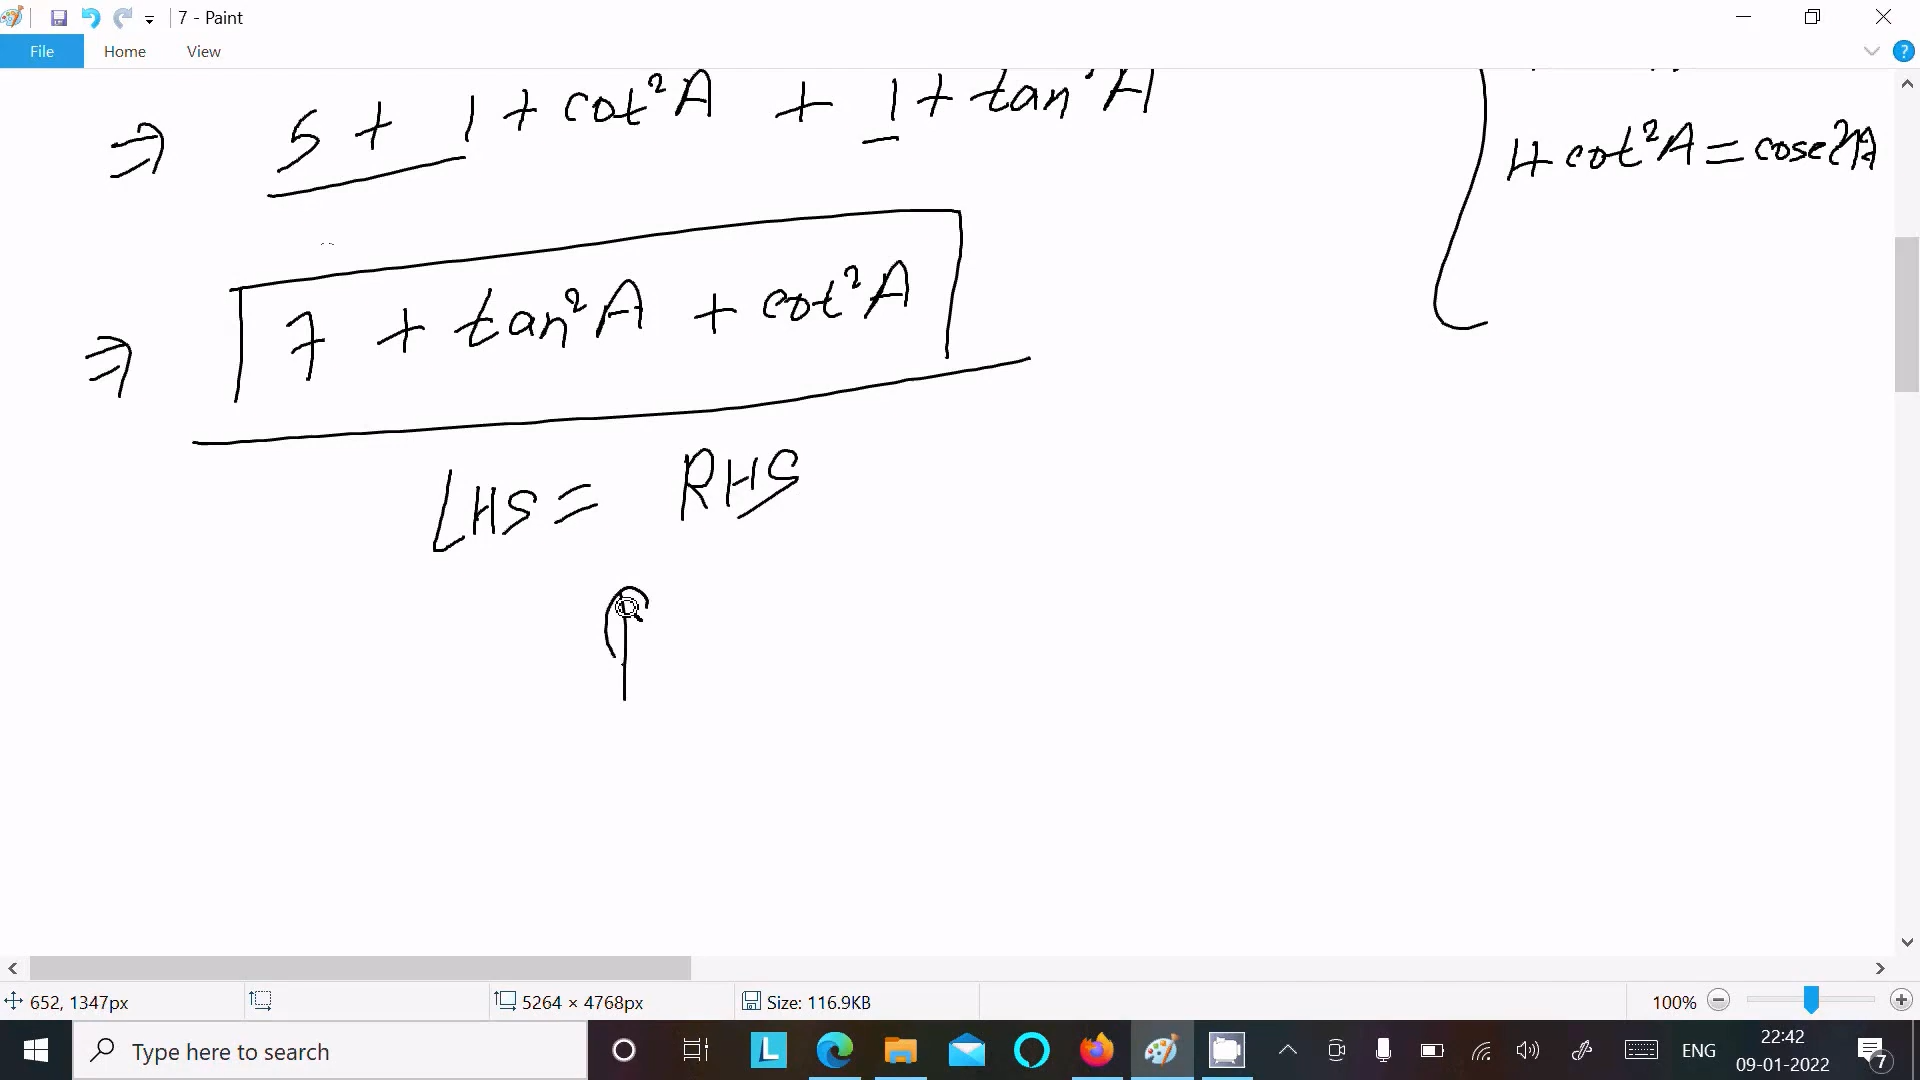 7 - Paint
File Home View
⇒ 5 + 1 + cot²A + 1 + tan²A
1+ cot²A = cosec²A
⇒ 7 + tan²A + cot²A
LHS = RHS
652, 1347px 5264 × 4768px Size: 116.9KB 100%
Type here to search
ENG
22:42
09-01-2022
7